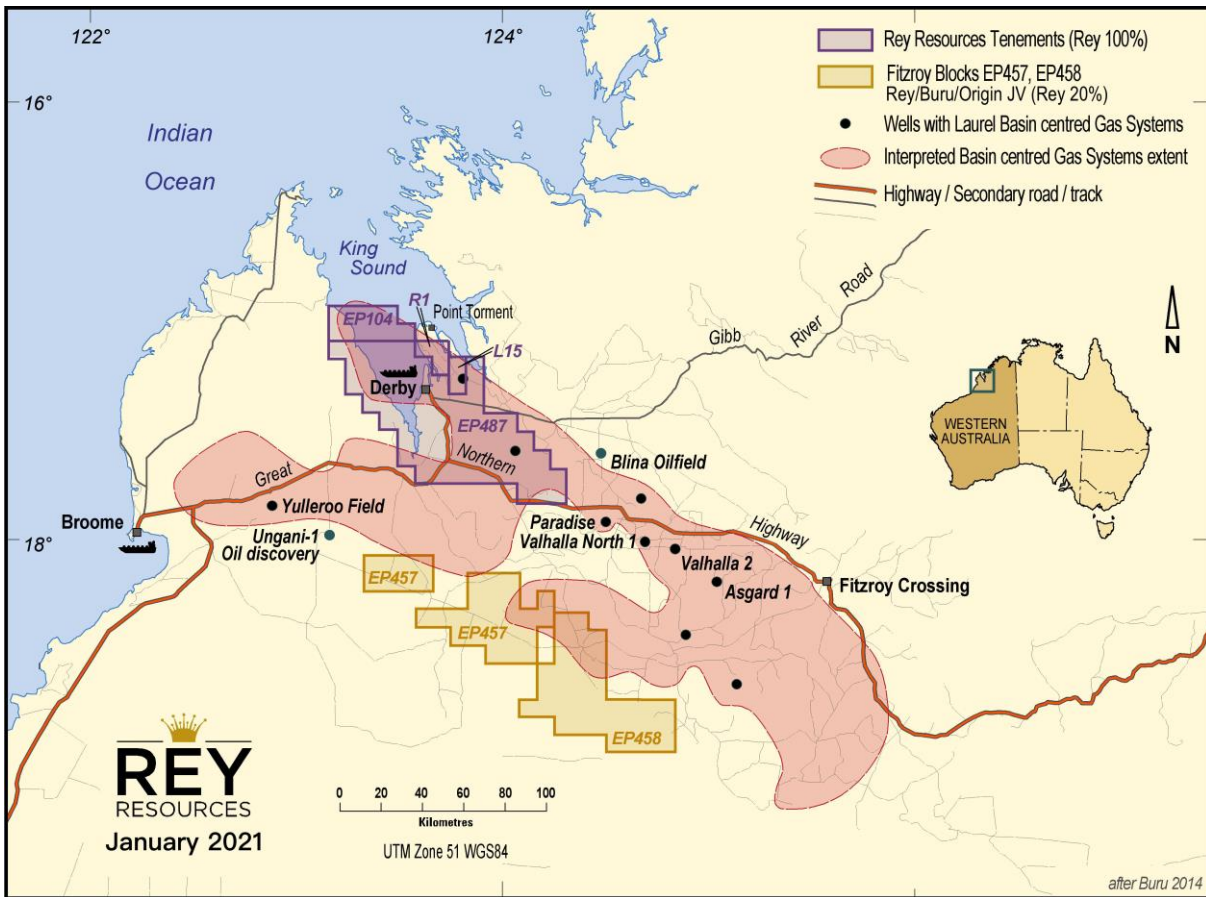 122°
124°
Rey Resources Tenements (Rey 100%)
Fitzroy Blocks EP457, EP458
Rey/Buru/Origin JV (Rey 20%)
Wells with Laurel Basin centred Gas Systems
Interpreted Basin centred Gas Systems extent
Highway / Secondary road / track
16°
Indian
Ocean
King
Sound
R1
Point Torment
EP104
L15
Gibb River Road
N
Derby
EP487
WESTERN
AUSTRALIA
Great Northern Highway
Blina Oilfield
Yulleroo Field
Broome
Ungani-1
Oil discovery
18°
Paradise
Valhalla North 1
Valhalla 2
Asgard 1
Fitzroy Crossing
EP457
EP457
EP458
REY
RESOURCES
January 2021
0 20 40 60 80 100
Kilometres
UTM Zone 51 WGS84
after Buru 2014